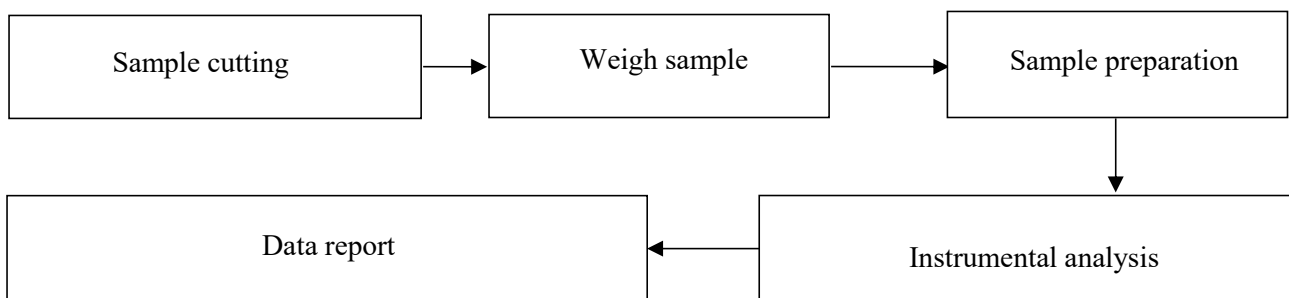 Sample cutting
Weigh sample
Sample preparation
Instrumental analysis
Data report